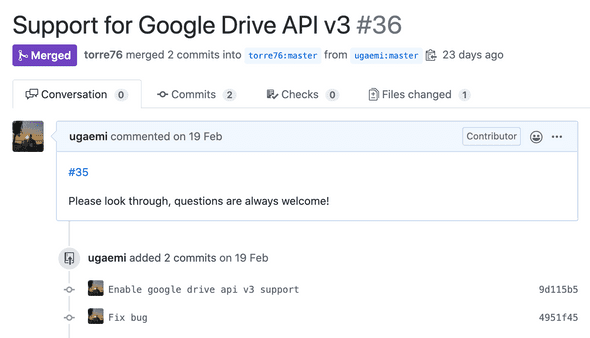 Support for Google Drive API v3 #36
Merged torre76 merged 2 commits into torre76:master from ugaemi:master 23 days ago
Conversation 0 Commits 2 Checks 0 Files changed 1
ugaemi commented on 19 Feb Contributor
#35
Please look through, questions are always welcome!
ugaemi added 2 commits on 19 Feb
Enable google drive api v3 support 9d115b5
Fix bug 4951f45